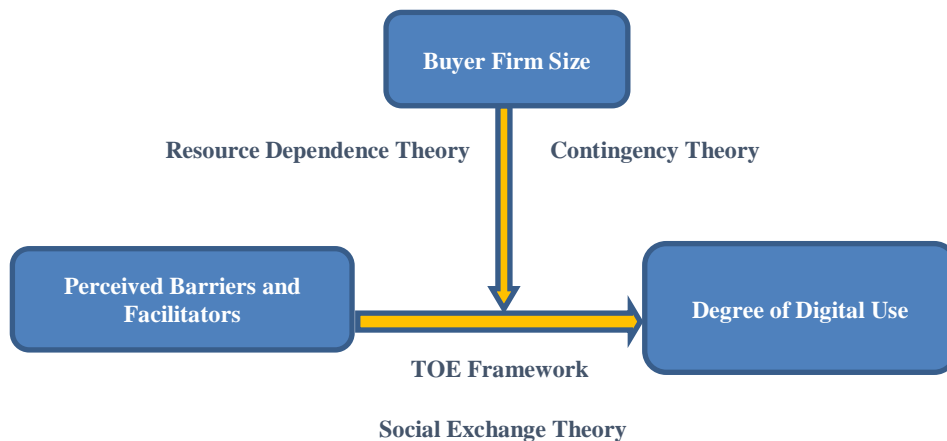 Buyer Firm Size
Resource Dependence Theory
Contingency Theory
Perceived Barriers and
Facilitators
Degree of Digital Use
TOE Framework
Social Exchange Theory